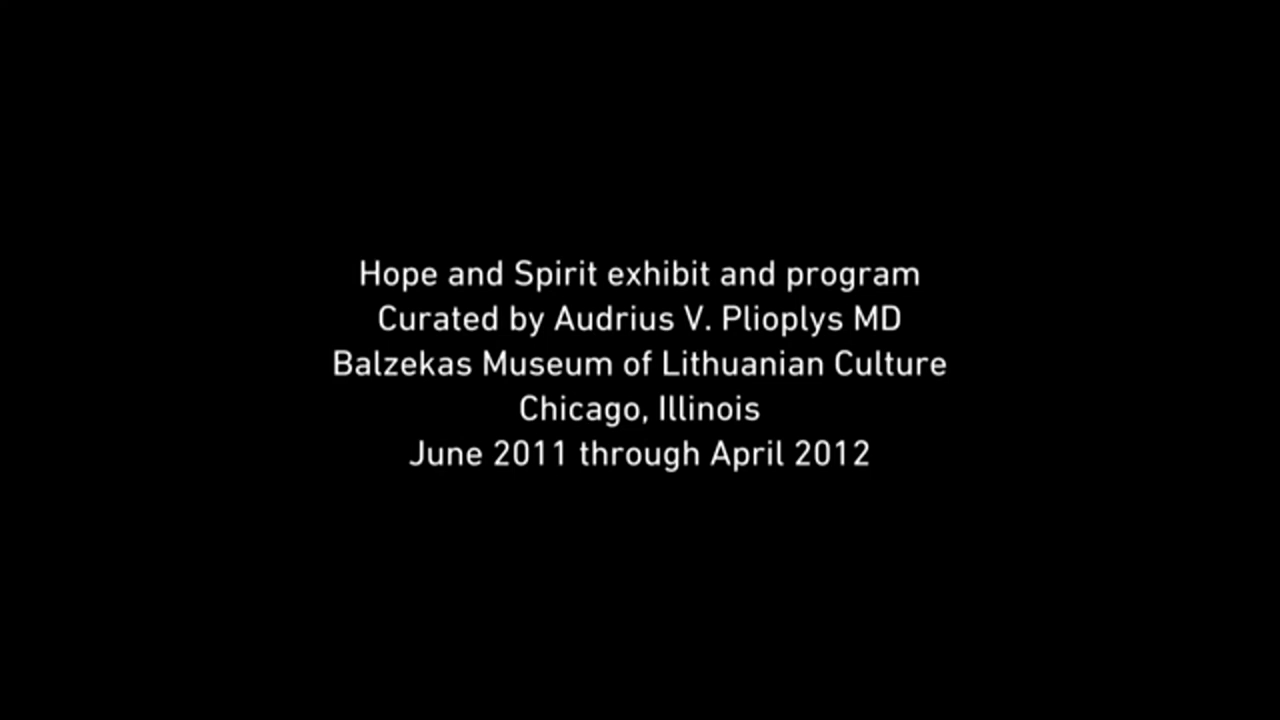 Hope and Spirit exhibit and program
Curated by Audrius V. Plioplys MD
Balzekas Museum of Lithuanian Culture
Chicago, Illinois
June 2011 through April 2012